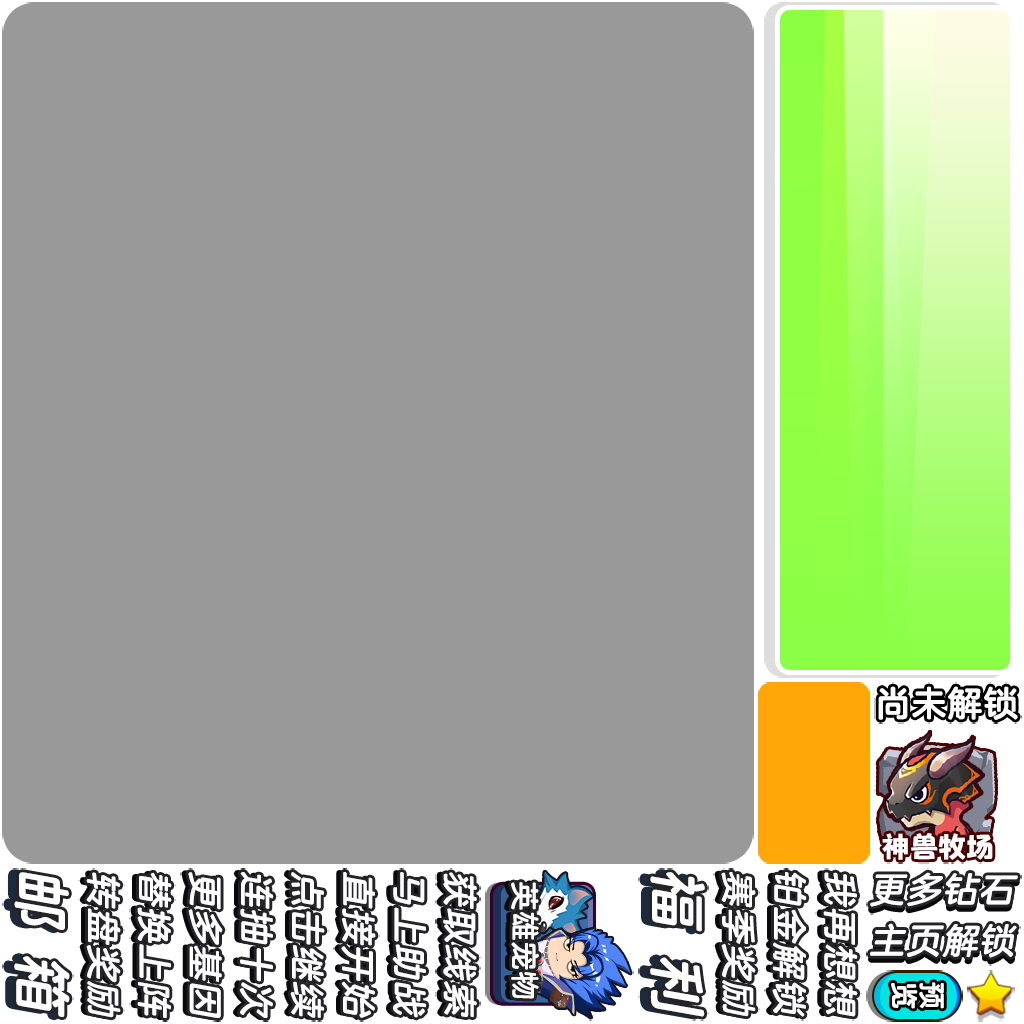 尚未解锁
神兽牧场
更多钻石
主页解锁
预览
邮箱
转盘奖励
替换上阵
更多基因
连抽十次
点击继续
直接开始
马上助战
获取线索
英雄宠物
福利
赛季奖励
铂金解锁
我再想想